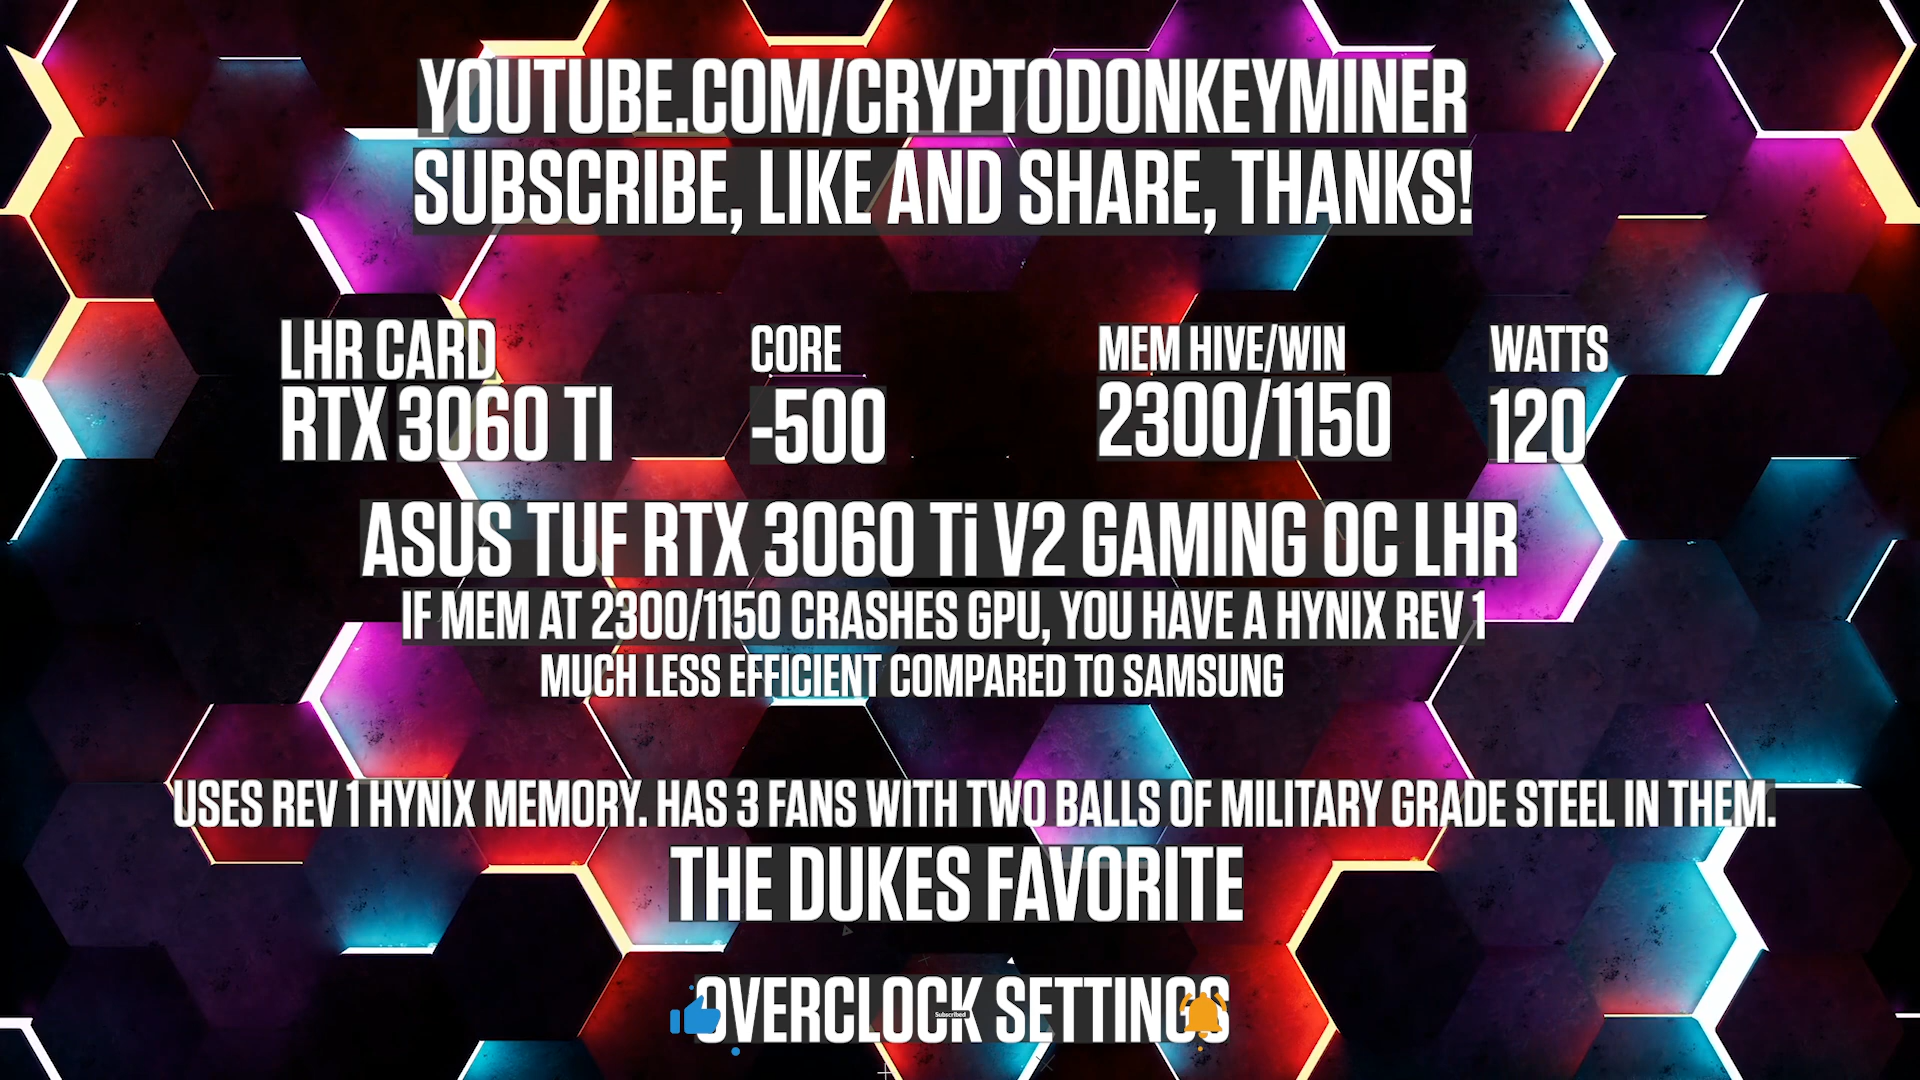 YOUTUBE.COM/CRYPTODONKEYMINER
SUBSCRIBE, LIKE AND SHARE, THANKS!
LHR CARD CORE MEM HIVE/WIN WATTS
RTX 3060 TI -500 2300/1150 120
ASUS TUF RTX 3060 Ti V2 GAMING OC LHR
IF MEM AT 2300/1150 CRASHES GPU, YOU HAVE A HYNIX REV 1
MUCH LESS EFFICIENT COMPARED TO SAMSUNG
USES REV 1 HYNIX MEMORY. HAS 3 FANS WITH TWO BALLS OF MILITARY GRADE STEEL IN THEM.
THE DUKES FAVORITE
OVERCLOCK SETTINGS
Subscribed